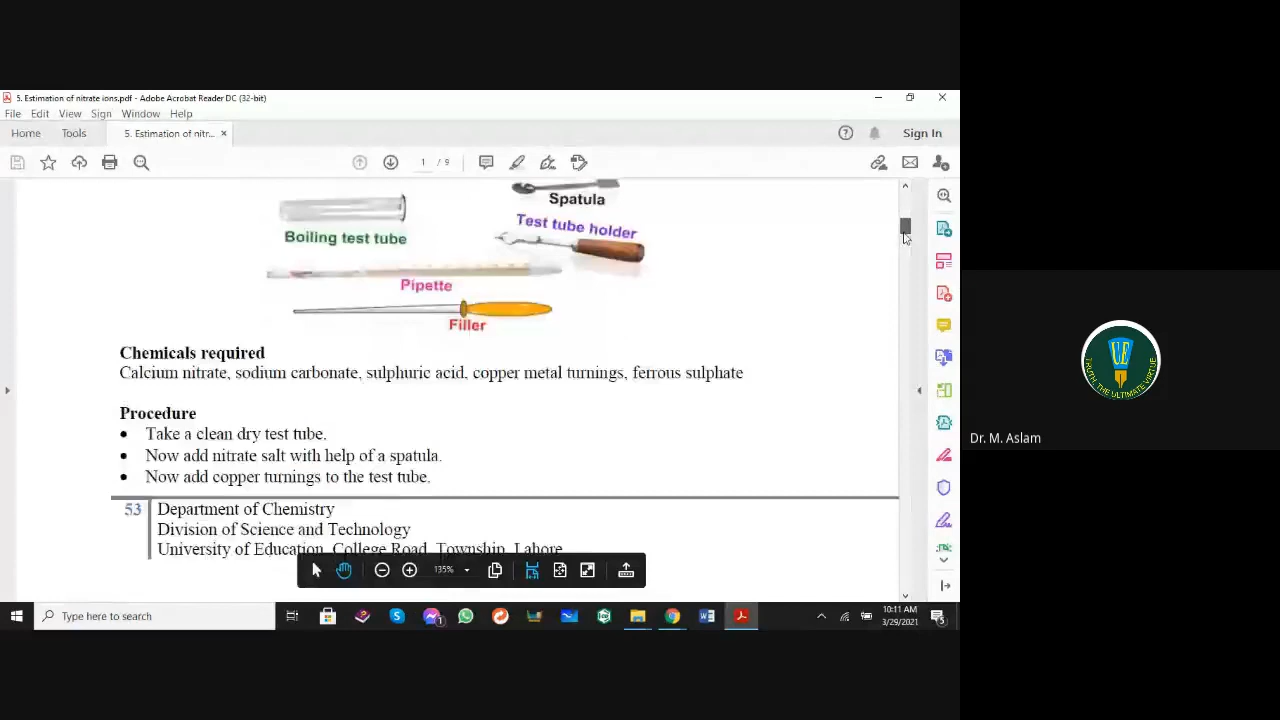 5. Estimation of nitrate ions.pdf - Adobe Acrobat Reader DC (32-bit)
File Edit View Sign Window Help
Home Tools 5. Estimation of nitr... × Sign In
1 / 9
Spatula
Boiling test tube
Test tube holder
Pipette
Filler
Chemicals required
Calcium nitrate, sodium carbonate, sulphuric acid, copper metal turnings, ferrous sulphate
Procedure
• Take a clean dry test tube.
• Now add nitrate salt with help of a spatula.
• Now add copper turnings to the test tube.
53 Department of Chemistry
Division of Science and Technology
University of Education, College Road, Township, Lahore
135%
Type here to search
10:11 AM
3/29/2021
UE
TRUTH, THE ULTIMATE VIRTUE
Dr. M. Aslam